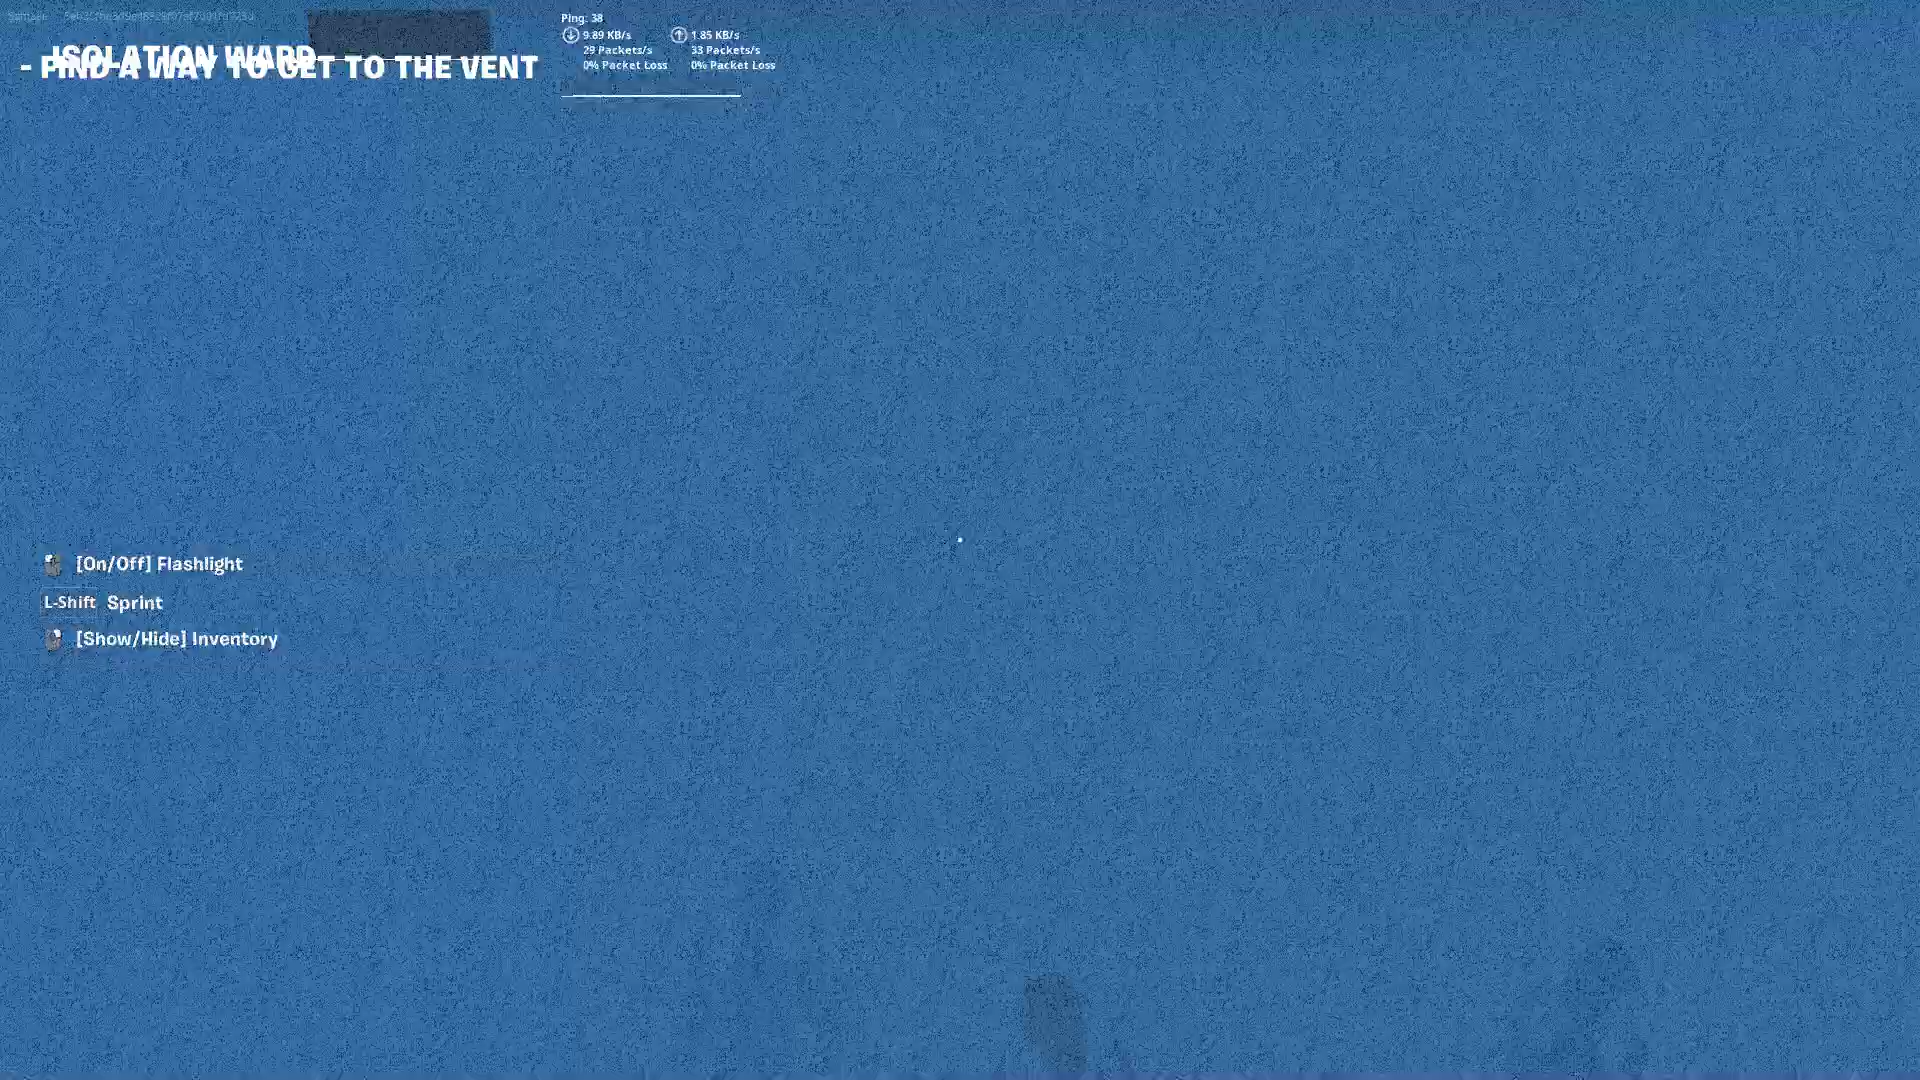 ISOLATION WARD
- FIND A WAY TO GET TO THE VENT
Ping: 38
9.89 KB/s
1.85 KB/s
29 Packets/s
33 Packets/s
0% Packet Loss
0% Packet Loss
[On/Off] Flashlight
L-Shift Sprint
[Show/Hide] Inventory